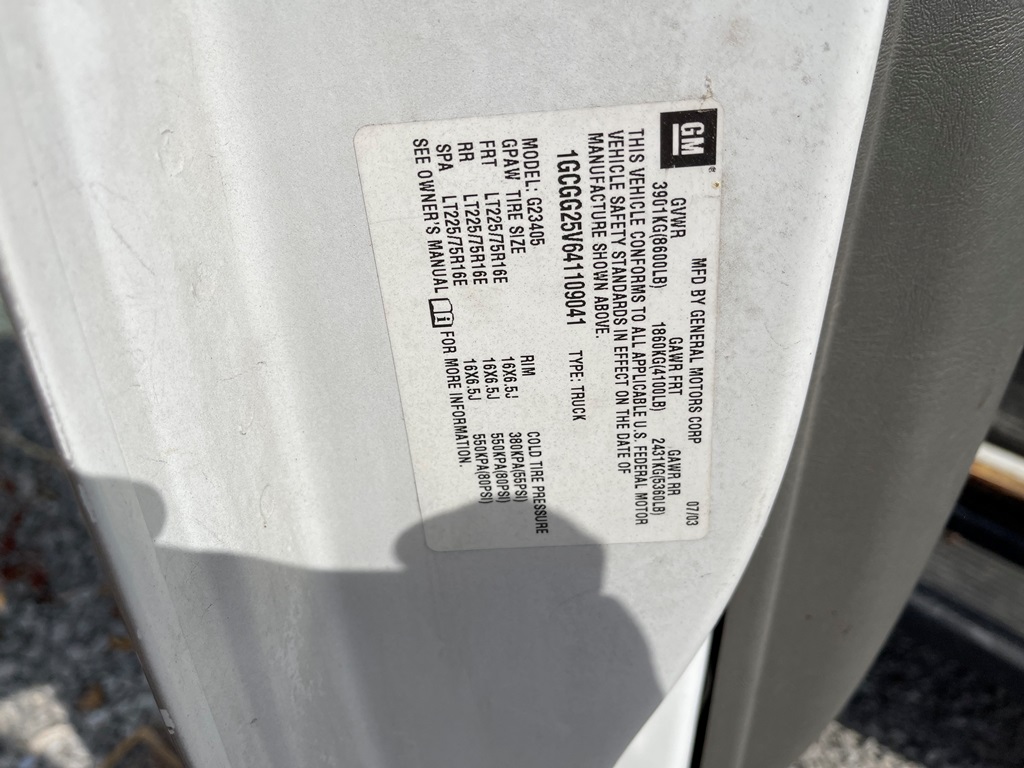 GM
MFD BY GENERAL MOTORS CORP 07/03
GVWR GAWR FRT GAWR RR
3901KG(8600LB) 1860KG(4100LB) 2431KG(5360LB)
THIS VEHICLE CONFORMS TO ALL APPLICABLE U.S. FEDERAL MOTOR
VEHICLE SAFETY STANDARDS IN EFFECT ON THE DATE OF
MANUFACTURE SHOWN ABOVE.
1GCGG25V641109041 TYPE: TRUCK
MODEL: G23405
GPAW TIRE SIZE RIM COLD TIRE PRESSURE
FRT LT225/75R16E 16X6.5J 380KPA(55PSI)
RR LT225/75R16E 16X6.5J 550KPA(80PSI)
SPA LT225/75R16E 16X6.5J 550KPA(80PSI)
SEE OWNER'S MANUAL FOR MORE INFORMATION.